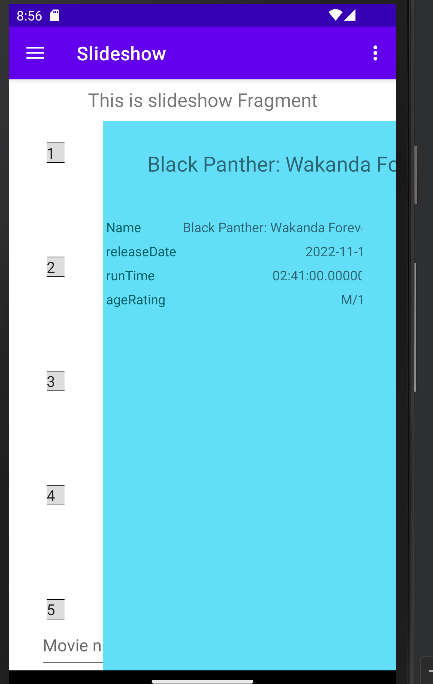 8:56
Slideshow
This is slideshow Fragment
1
Black Panther: Wakanda Fo
Name Black Panther: Wakanda Forev
releaseDate 2022-11-1
2
runTime 02:41:00.0000
ageRating M/1
3
4
5
Movie n